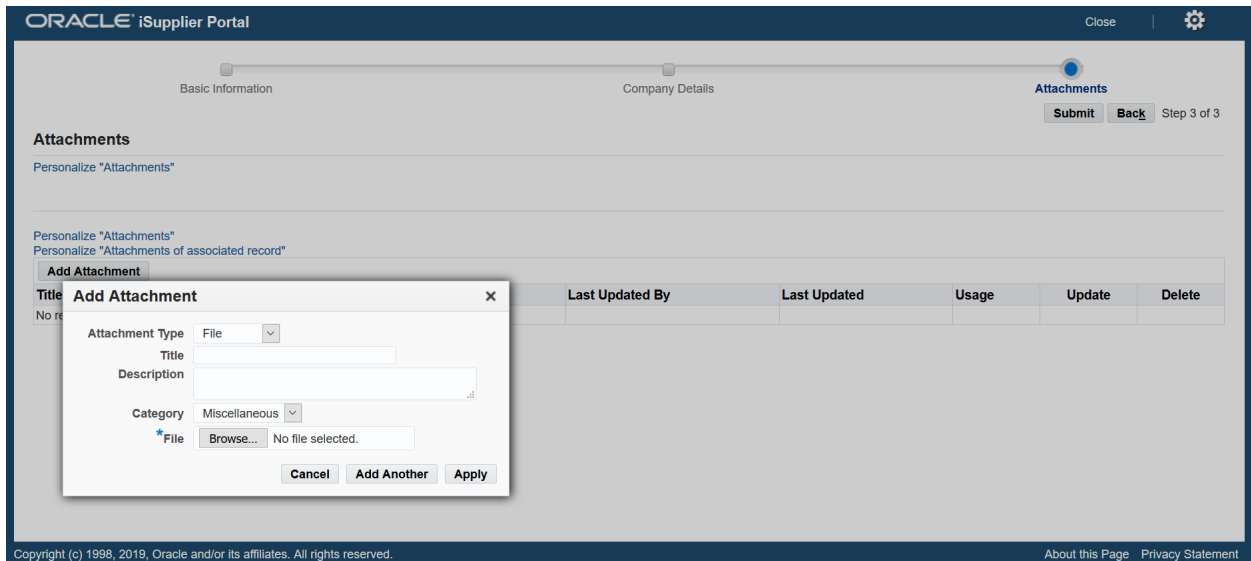 ORACLE iSupplier Portal
Close
Basic Information
Company Details
Attachments
Submit Back Step 3 of 3
Attachments
Personalize "Attachments"
Personalize "Attachments"
Personalize "Attachments of associated record"
Add Attachment
Title Last Updated By Last Updated Usage Update Delete
No re
Add Attachment
Attachment Type File
Title
Description
Category Miscellaneous
*File Browse... No file selected.
Cancel Add Another Apply
Copyright (c) 1998, 2019, Oracle and/or its affiliates. All rights reserved.
About this Page Privacy Statement